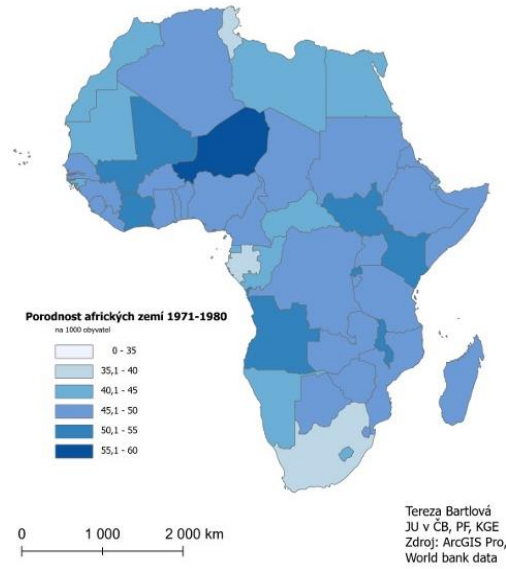 Porodnost afrických zemí 1971-1980
na 1000 obyvatel
0 - 35
35,1 - 40
40,1 - 45
45,1 - 50
50,1 - 55
55,1 - 60
0 1 000 2 000 km
Tereza Bartlová
JU v ČB, PF, KGE
Zdroj: ArcGIS Pro,
World bank data